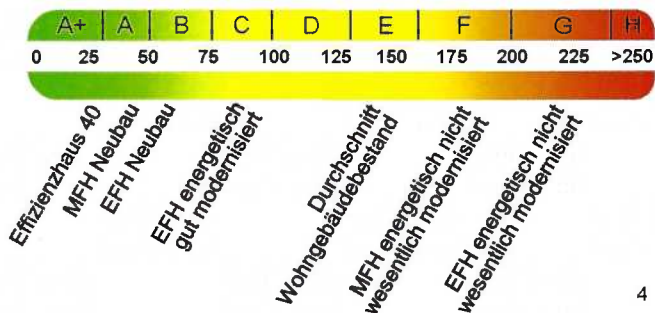 A+ A B C D E F G H
0 25 50 75 100 125 150 175 200 225 >250
Effizienzhaus 40
MFH Neubau
EFH Neubau
EFH energetisch
gut modernisiert
Durchschnitt
Wohngebäudebestand
MFH energetisch nicht
wesentlich modernisiert
EFH energetisch nicht
wesentlich modernisiert
4